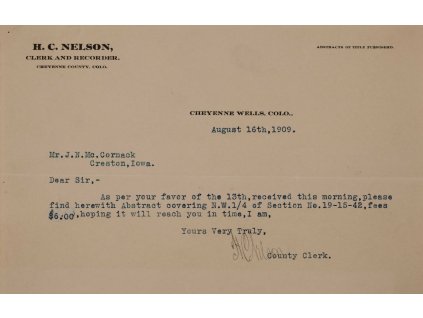 H. C. NELSON,
CLERK AND RECORDER.
CHEYENNE COUNTY, COLO.
ABSTRACTS OF TITLE FURNISHED.
CHEYENNE WELLS, COLO.,
August 16th,1909.
Mr.J.N.Mc.Cornack
Creston,Iowa.
Dear Sir,-
As per your favor of the 13th,received this morning,please
find herewith Abstract covering N.W.1/4 of Section No.19-15-42,fees
$6.00,hoping it will reach you in time,I am,
Yours Very Truly,
H.C.Nelson
County Clerk.